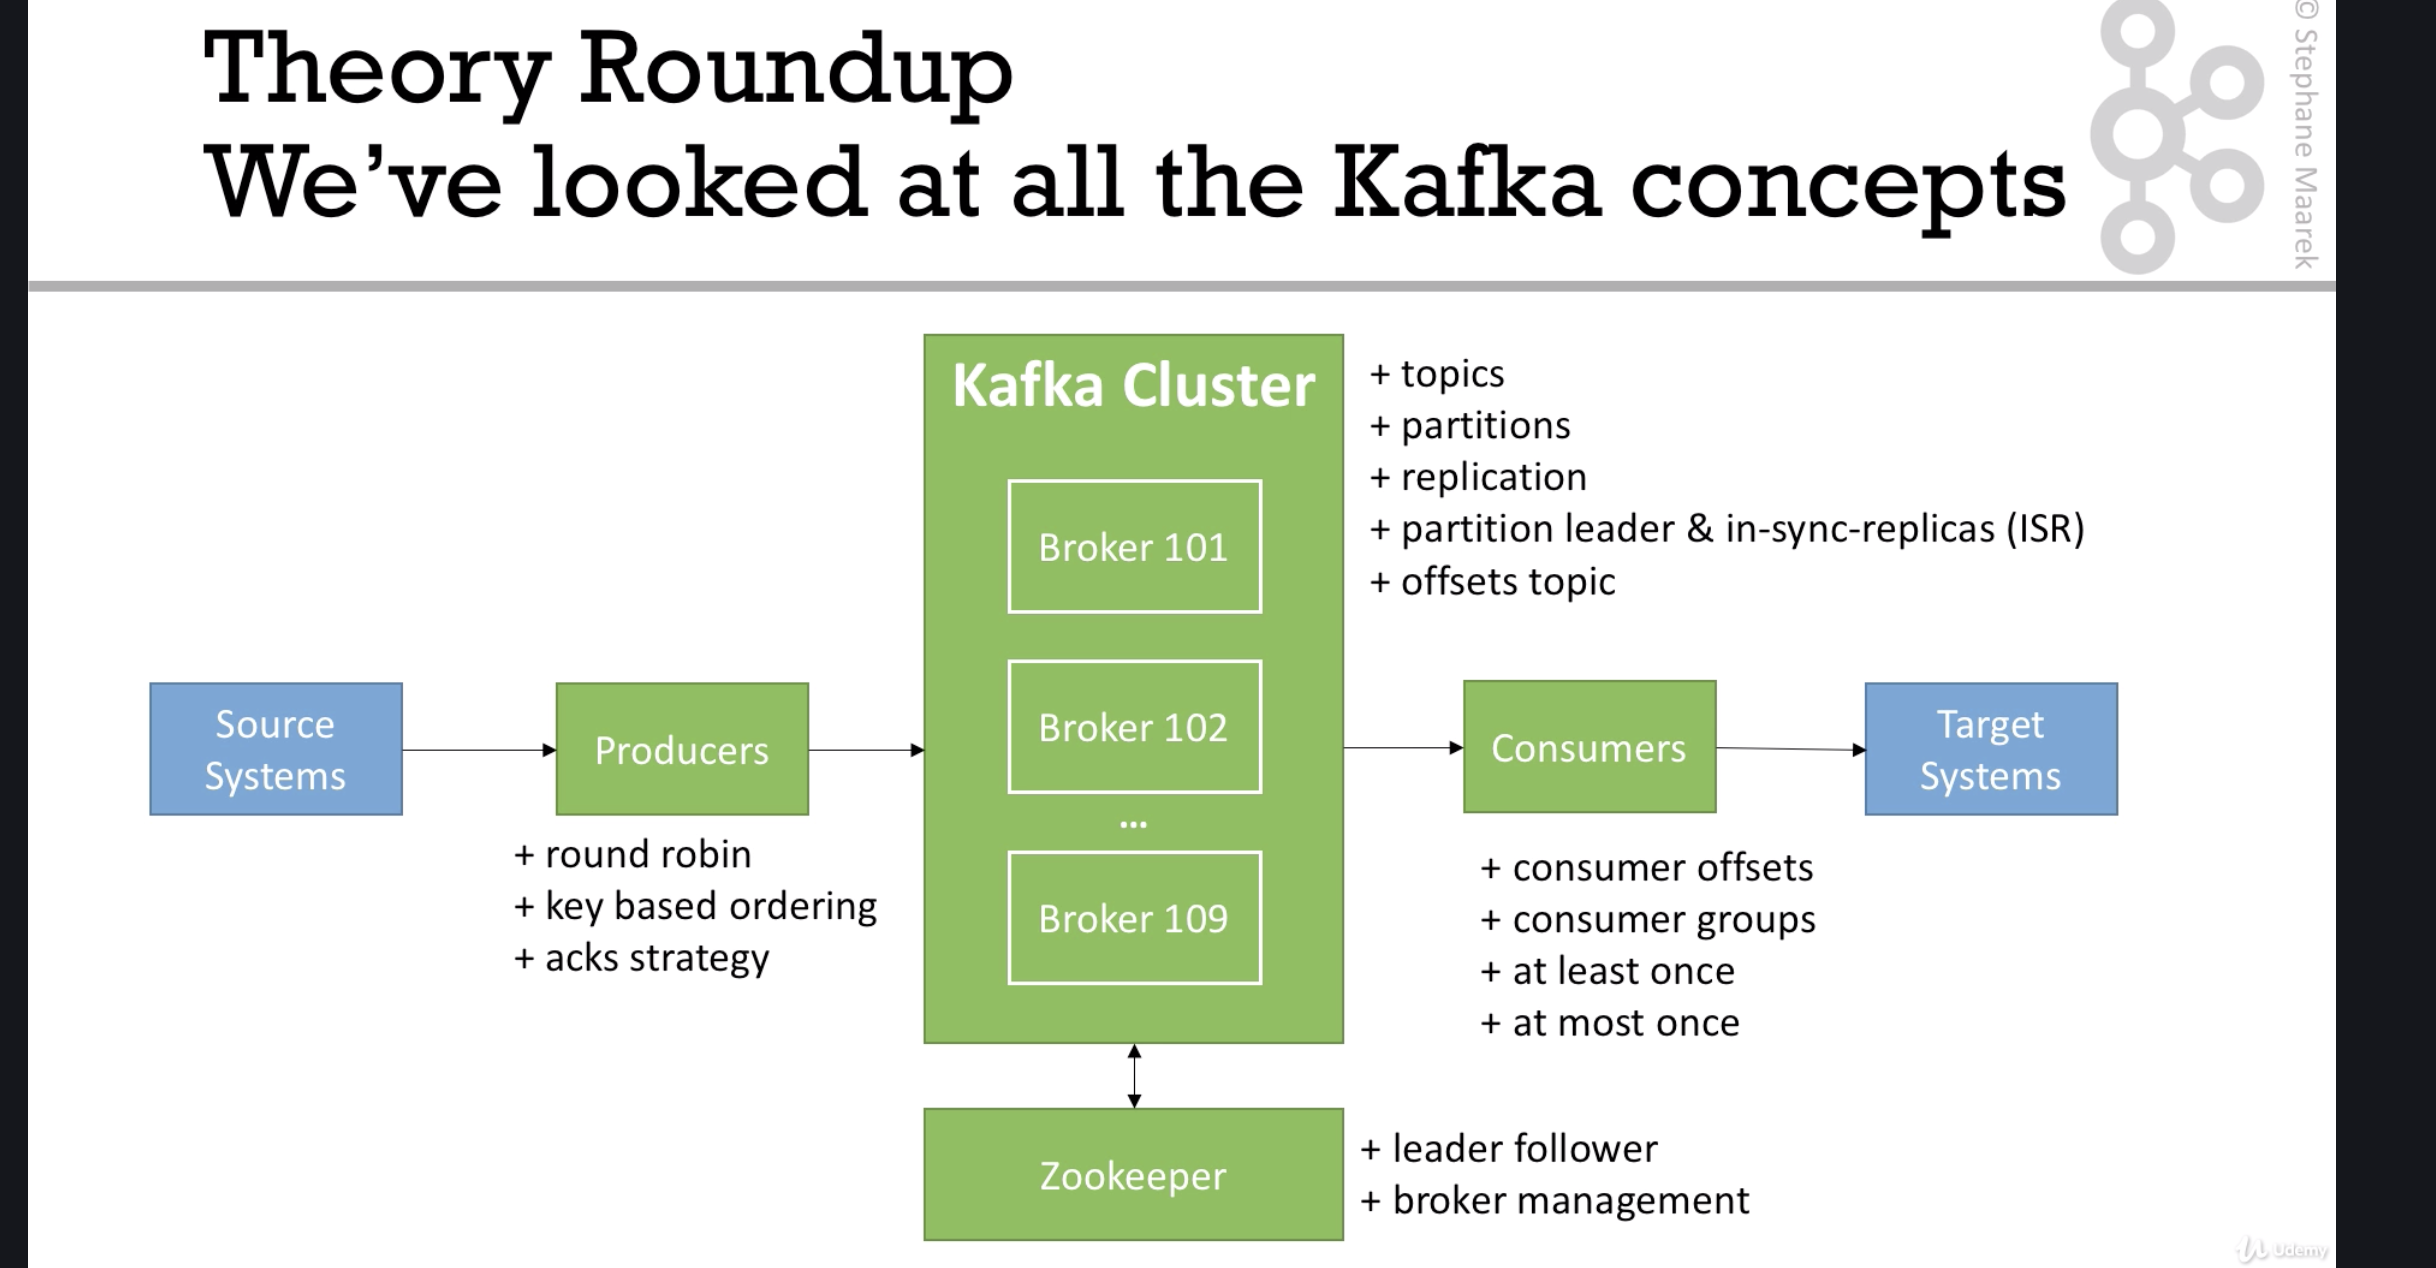 Theory Roundup
We’ve looked at all the Kafka concepts
© Stephane Maarek
Kafka Cluster
Broker 101
Broker 102
...
Broker 109
+ topics
+ partitions
+ replication
+ partition leader & in-sync-replicas (ISR)
+ offsets topic
Source
Systems
Producers
+ round robin
+ key based ordering
+ acks strategy
Consumers
+ consumer offsets
+ consumer groups
+ at least once
+ at most once
Target
Systems
Zookeeper
+ leader follower
+ broker management
Udemy